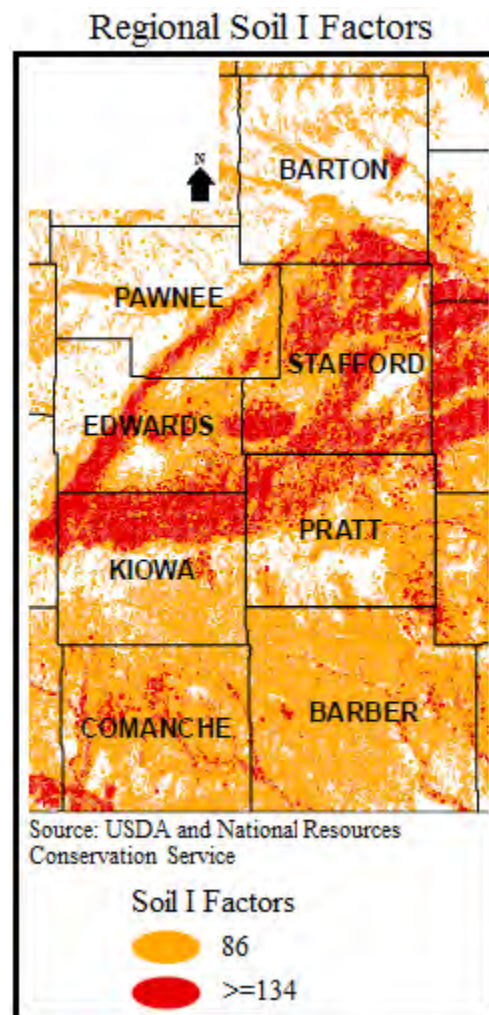 Regional Soil I Factors
N
BARTON
PAWNEE
STAFFORD
EDWARDS
PRATT
KIOWA
BARBER
COMANCHE
Source: USDA and National Resources
Conservation Service
Soil I Factors
86
>=134